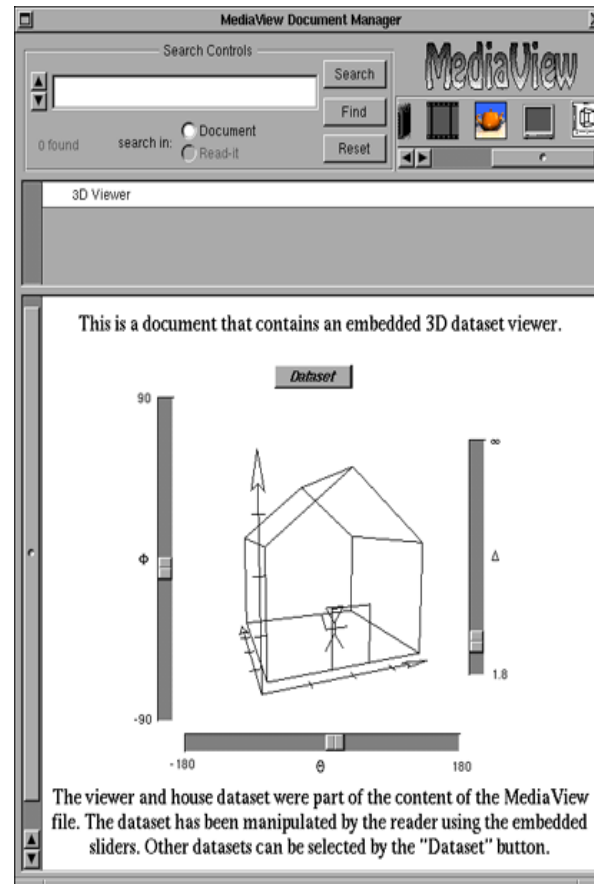 MediaView Document Manager
Search Controls
Search
Find
Reset
0 found
search in:
Document
Read-it
MediaView
3D Viewer
This is a document that contains an embedded 3D dataset viewer.
Dataset
90
Φ
-90
∞
Δ
1.8
-180
θ
180
The viewer and house dataset were part of the content of the MediaView
file. The dataset has been manipulated by the reader using the embedded
sliders. Other datasets can be selected by the "Dataset" button.